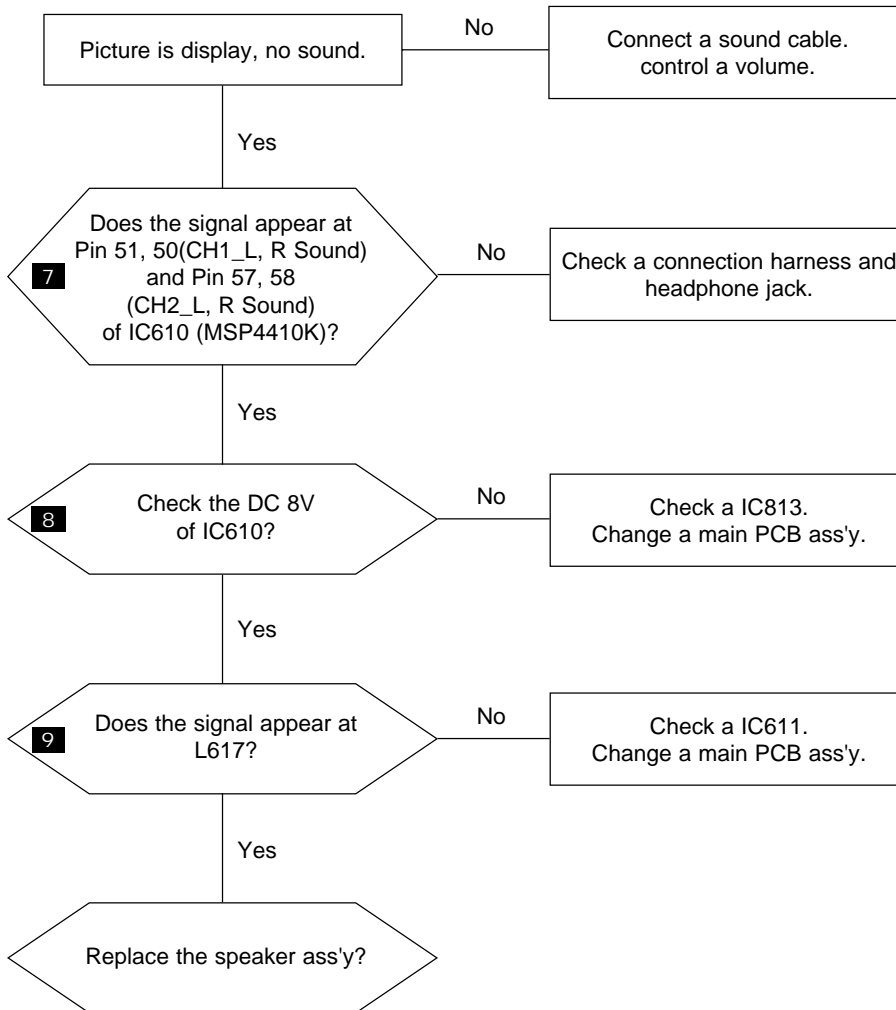 Picture is display, no sound.
No
Connect a sound cable.
control a volume.
Yes
Does the signal appear at
Pin 51, 50(CH1_L, R Sound)
and Pin 57, 58
(CH2_L, R Sound)
of IC610 (MSP4410K)?
7
No
Check a connection harness and
headphone jack.
Yes
Check the DC 8V
of IC610?
8
No
Check a IC813.
Change a main PCB ass'y.
Yes
Does the signal appear at
L617?
9
No
Check a IC611.
Change a main PCB ass'y.
Yes
Replace the speaker ass'y?